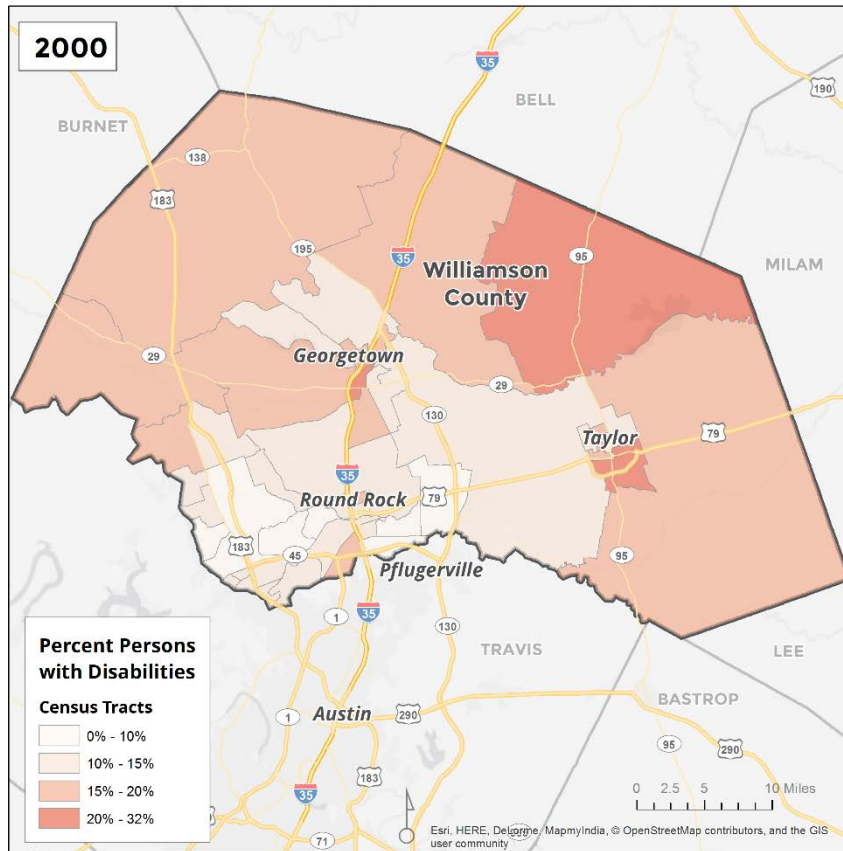 2000
35
BELL
190
BURNET
138
183
195
95
35
Williamson
County
MILAM
29
Georgetown
29
130
Taylor
79
35
Round Rock
79
183
45
95
Pflugerville
1
35
130
TRAVIS
LEE
BASTROP
Percent Persons
with Disabilities
Census Tracts
0% - 10%
10% - 15%
15% - 20%
20% - 32%
1
Austin
290
183
95
290
35
71
0 2.5 5 10 Miles
Esri, HERE, DeLorme, MapmyIndia, © OpenStreetMap contributors, and the GIS
user community